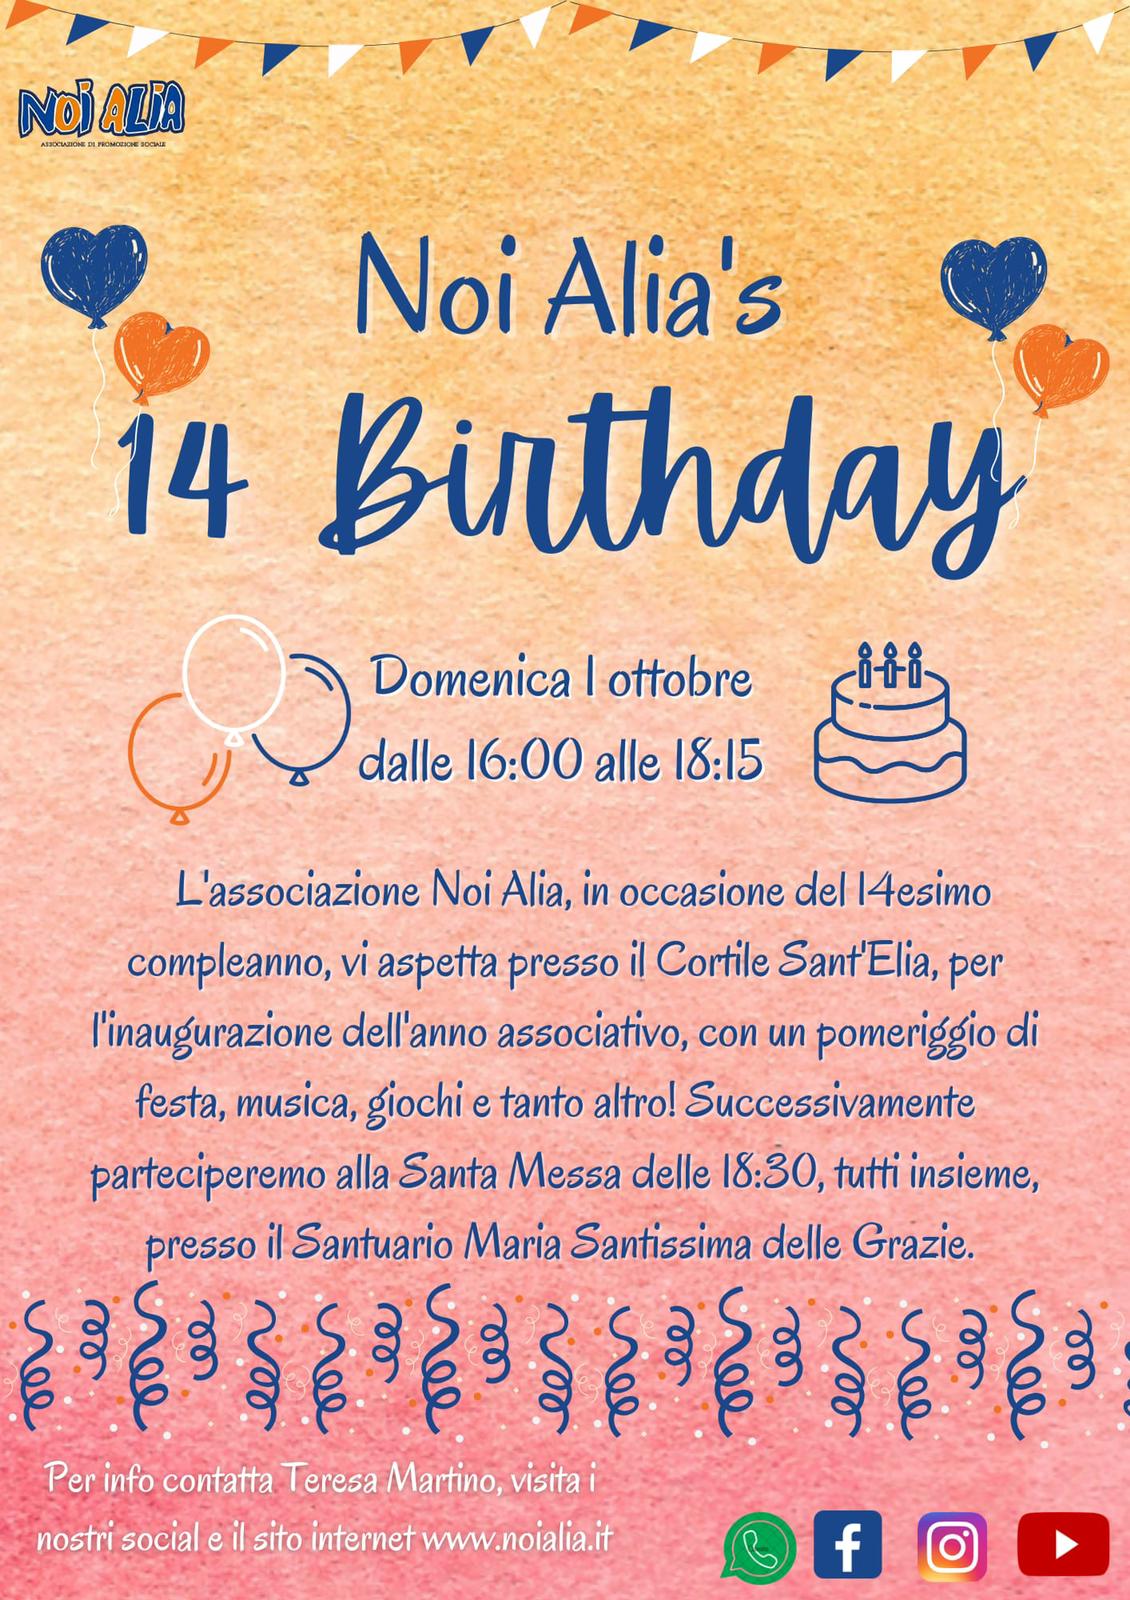 NOI ALIA
ASSOCIAZIONE DI PROMOZIONE SOCIALE
Noi Alia's
14 Birthday
Domenica 1 ottobre
dalle 16:00 alle 18:15
L'associazione Noi Alia, in occasione del 14esimo
compleanno, vi aspetta presso il Cortile Sant'Elia, per
l'inaugurazione dell'anno associativo, con un pomeriggio di
festa, musica, giochi e tanto altro! Successivamente
parteciperemo alla Santa Messa delle 18:30, tutti insieme,
presso il Santuario Maria Santissima delle Grazie.
Per info contatta Teresa Martino, visita i
nostri social e il sito internet www.noialia.it